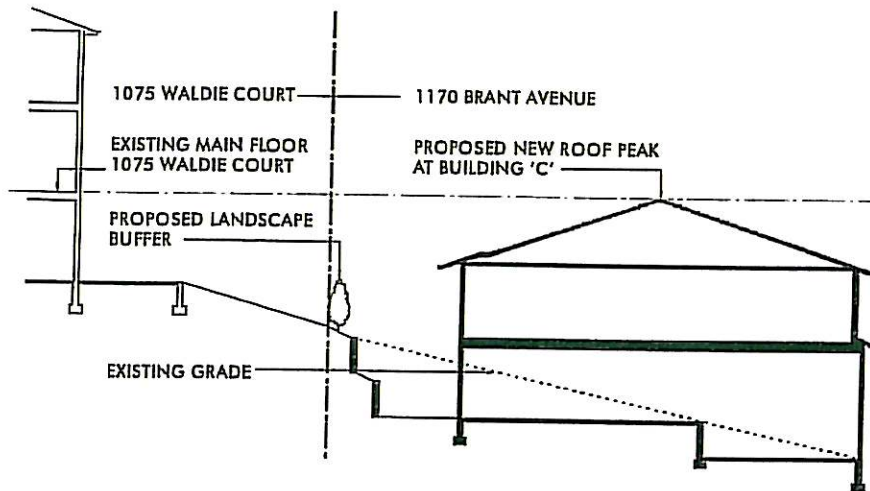 1075 WALDIE COURT
1170 BRANT AVENUE
EXISTING MAIN FLOOR
1075 WALDIE COURT
PROPOSED NEW ROOF PEAK
AT BUILDING 'C'
PROPOSED LANDSCAPE
BUFFER
EXISTING GRADE